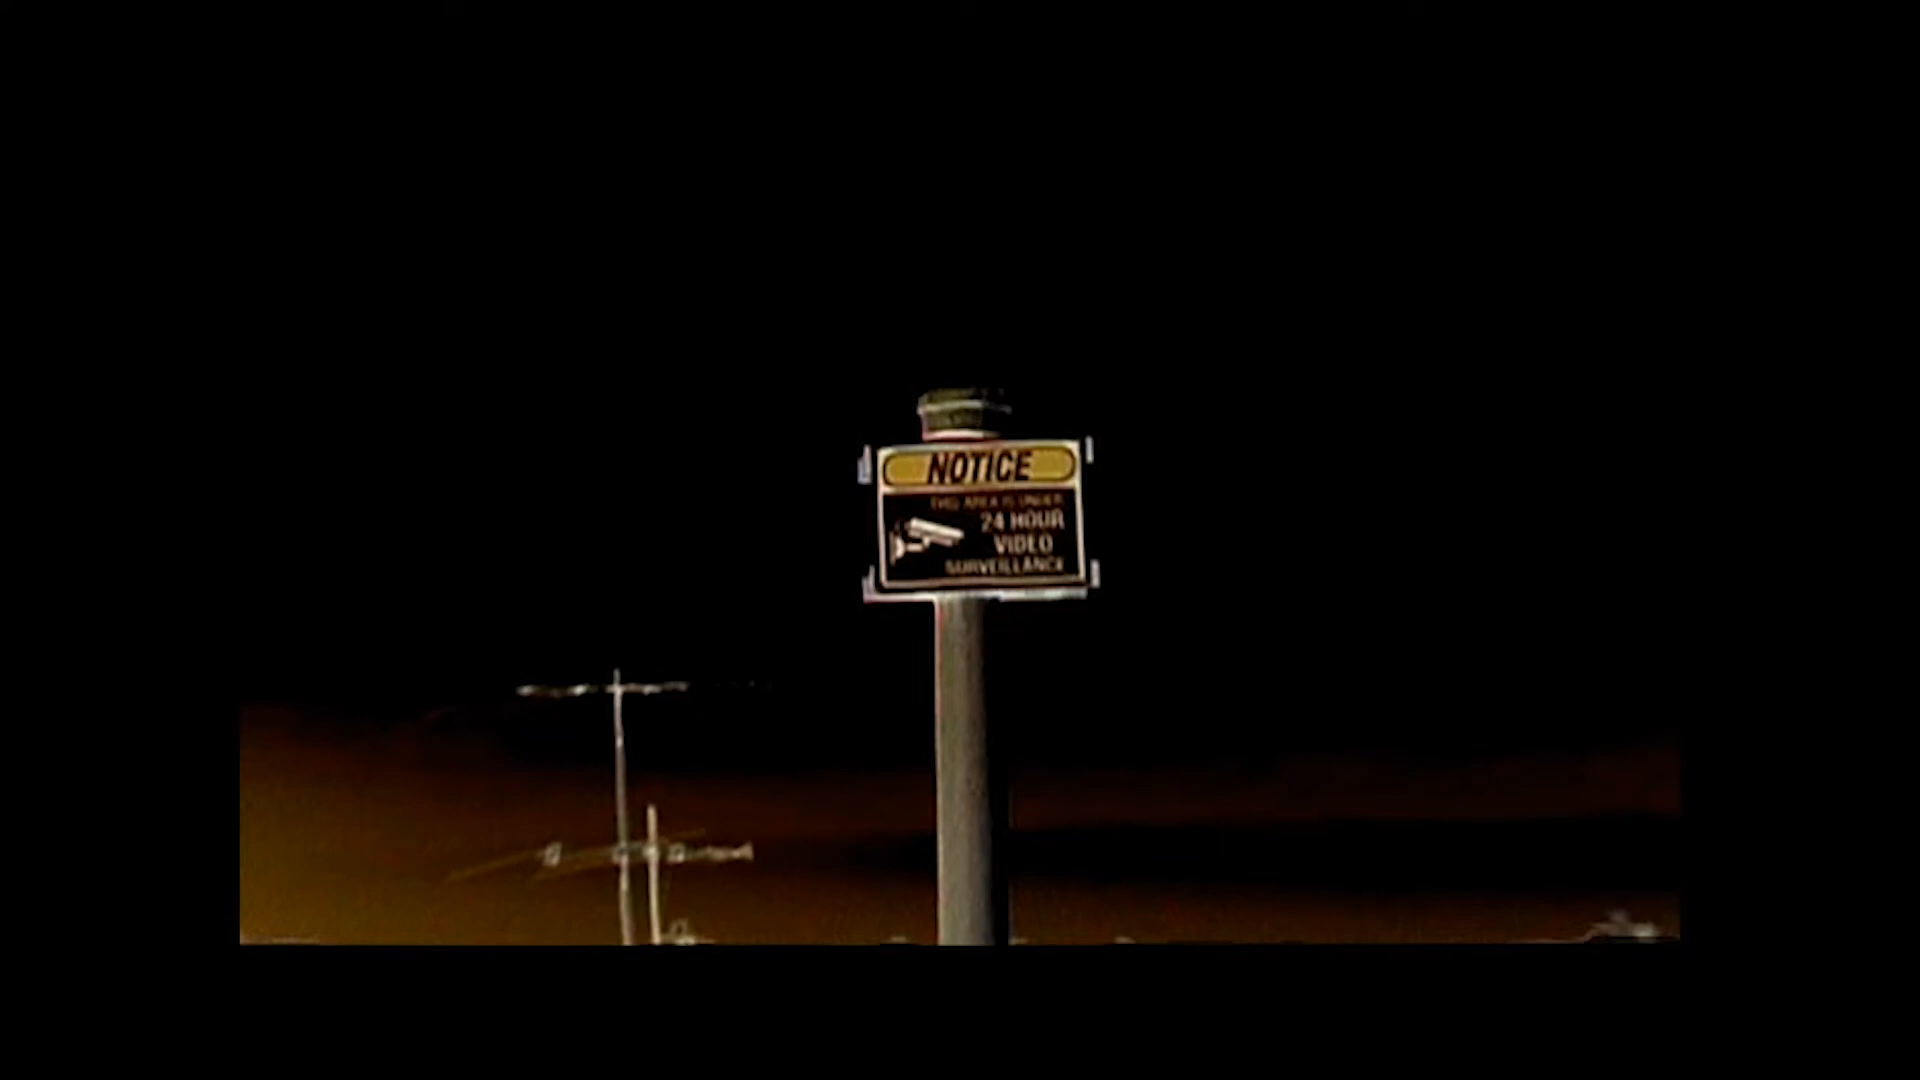 NOTICE
THIS AREA IS UNDER
24 HOUR
VIDEO
SURVEILLANCE